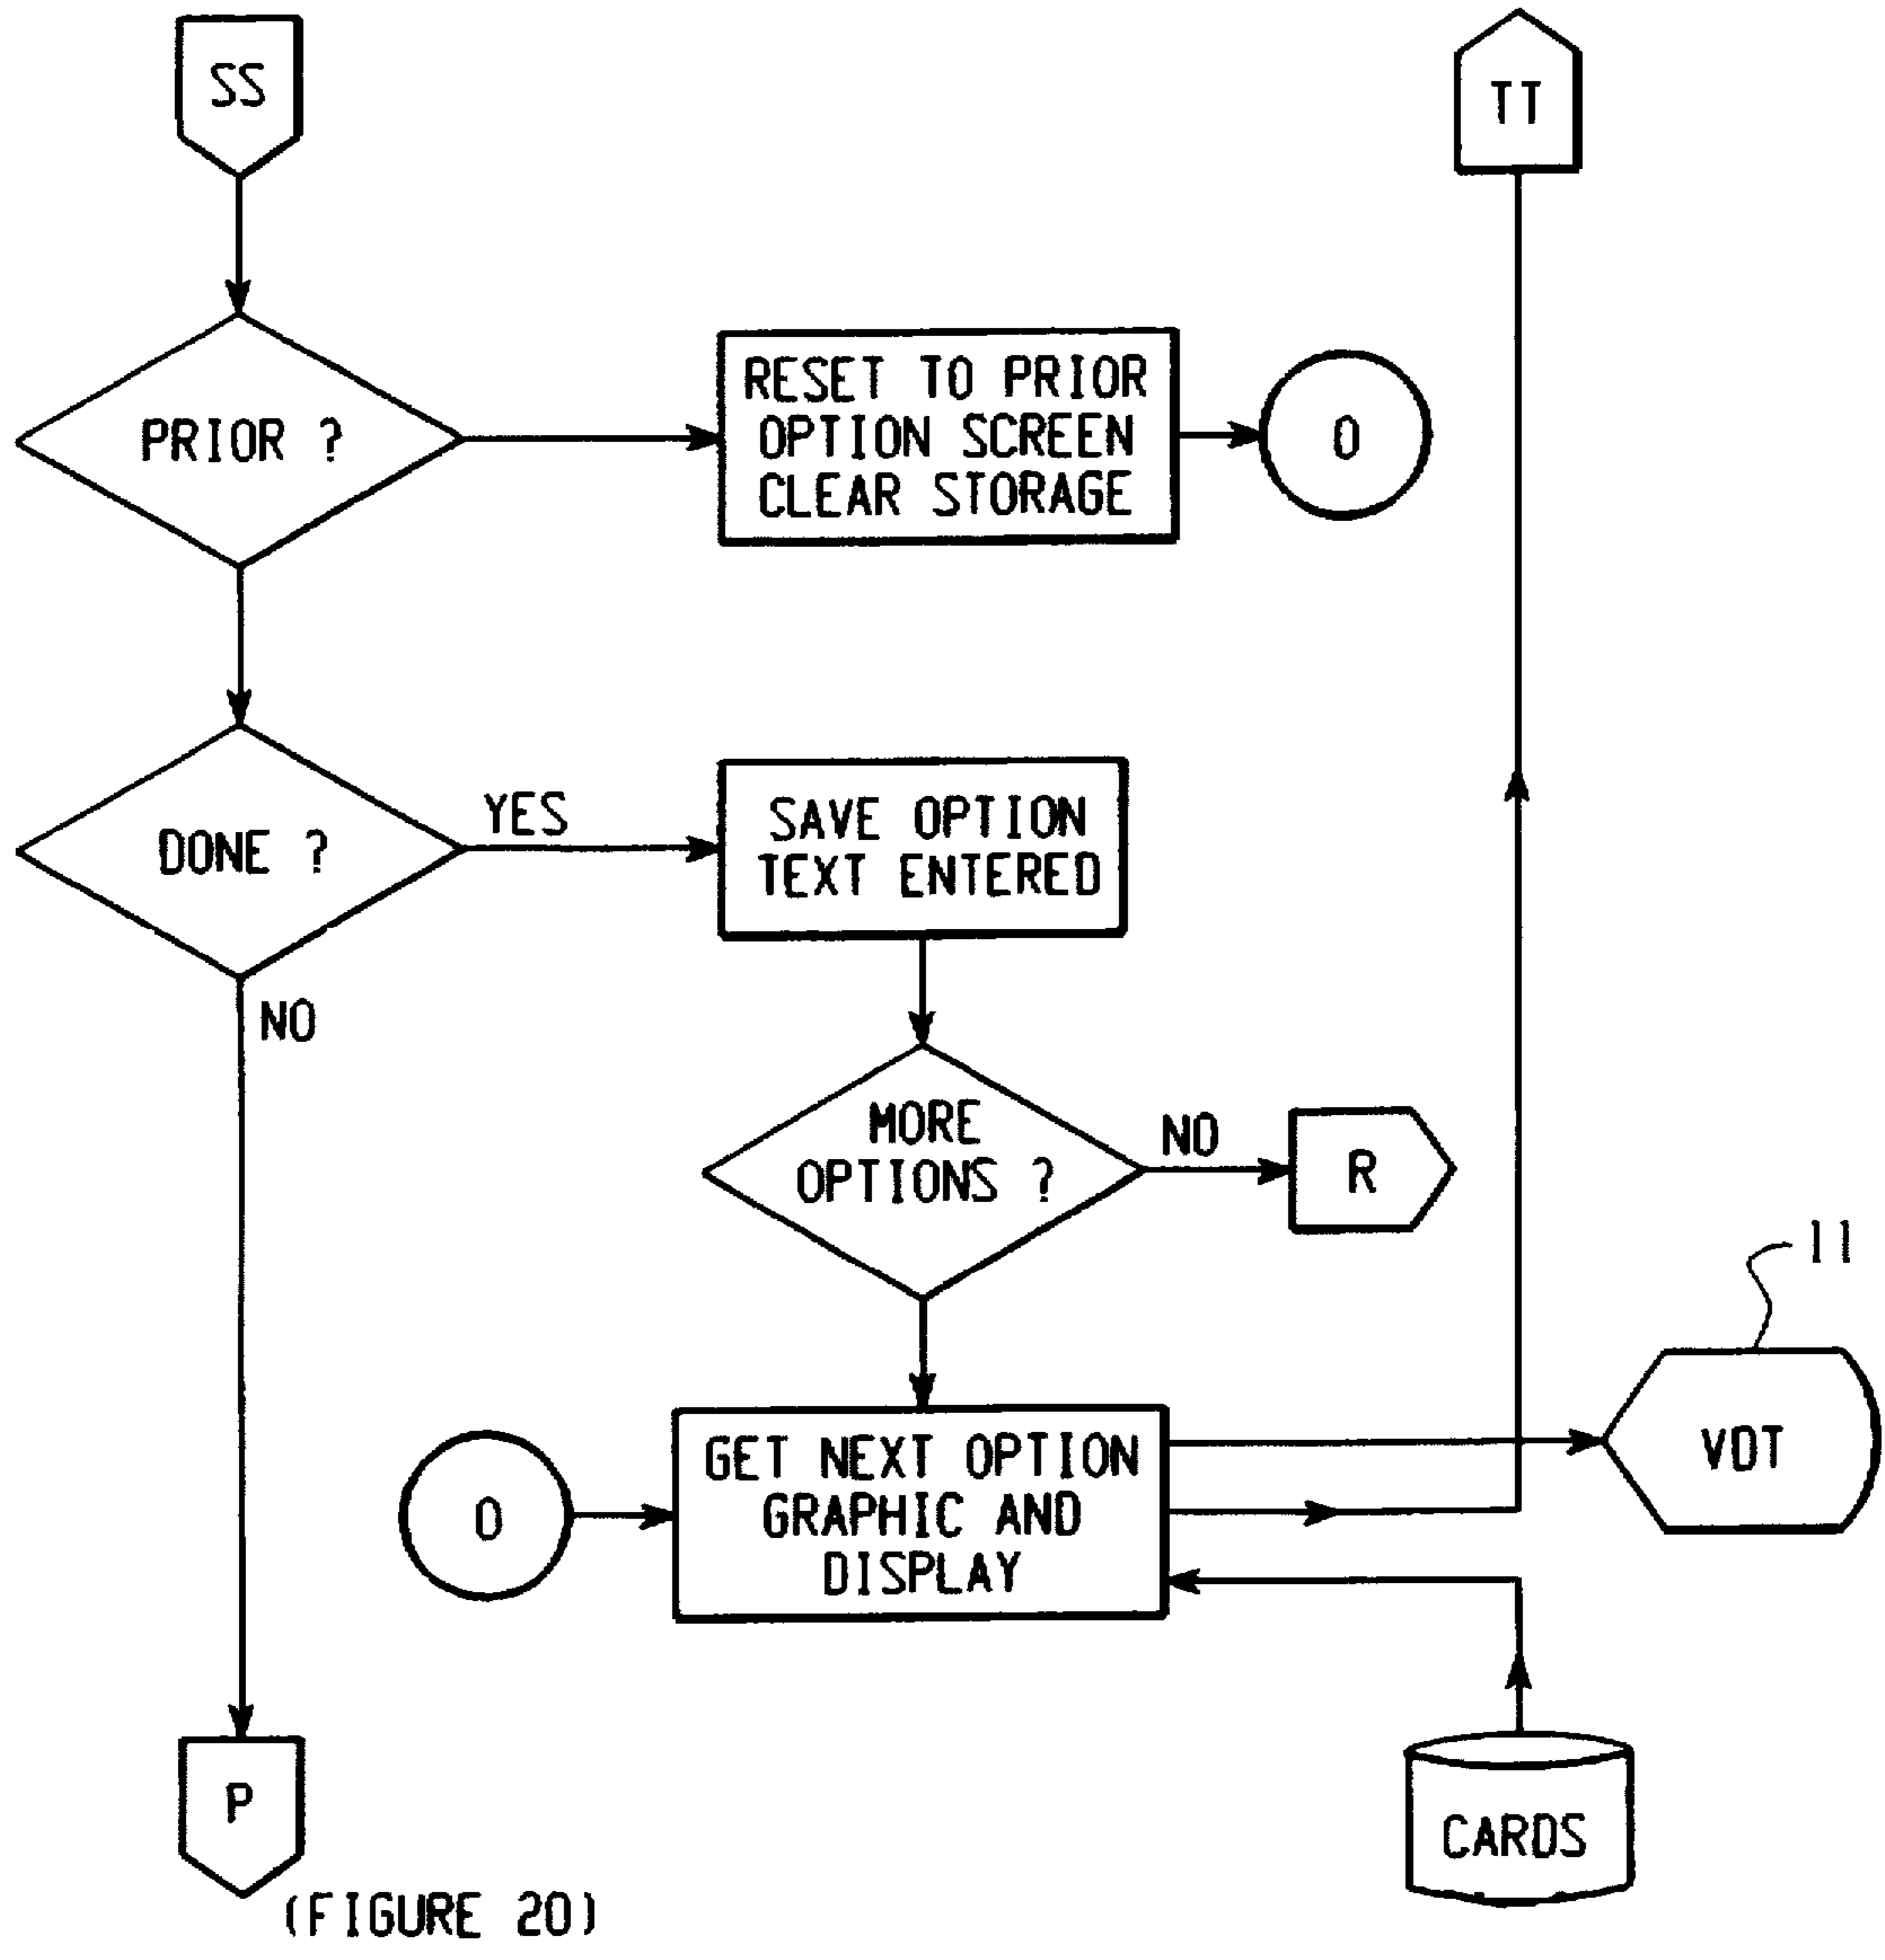 SS
TT
PRIOR ?
RESET TO PRIOR
OPTION SCREEN
CLEAR STORAGE
O
DONE ?
YES
SAVE OPTION
TEXT ENTERED
NO
MORE
OPTIONS ?
NO
R
11
VDT
O
GET NEXT OPTION
GRAPHIC AND
DISPLAY
P
CARDS
(FIGURE 20)